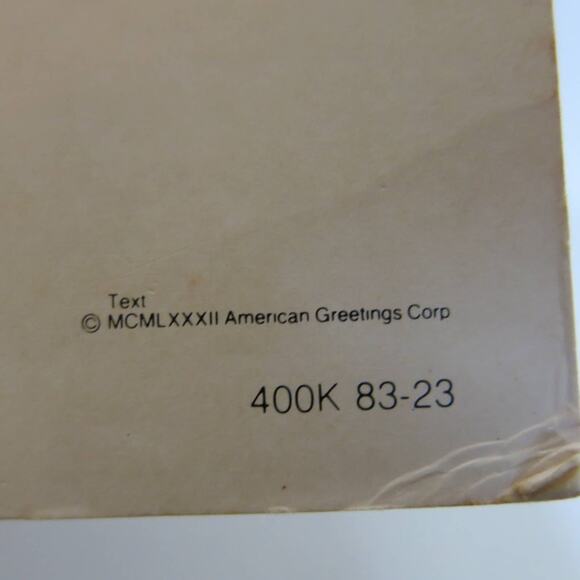 Text
© MCMLXXXII American Greetings Corp
400K 83-23